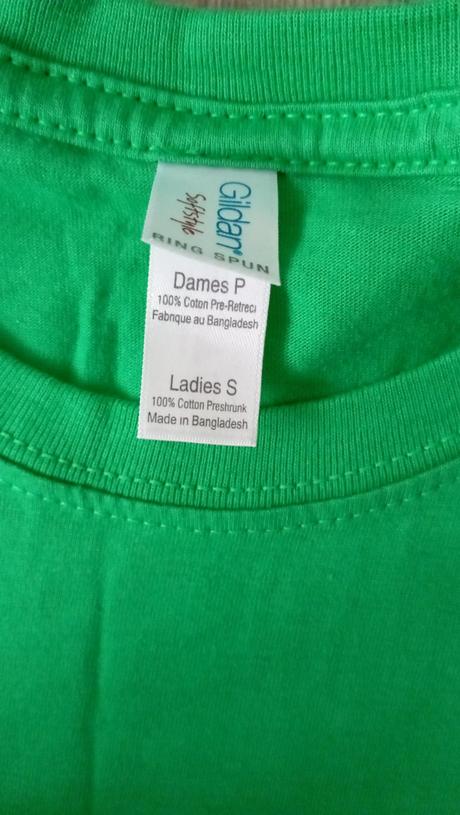 Gildan®
Softstyle
RING SPUN
Dames P
100% Coton Pre-Retreci
Fabrique au Bangladesh
Ladies S
100% Cotton Preshrunk
Made in Bangladesh